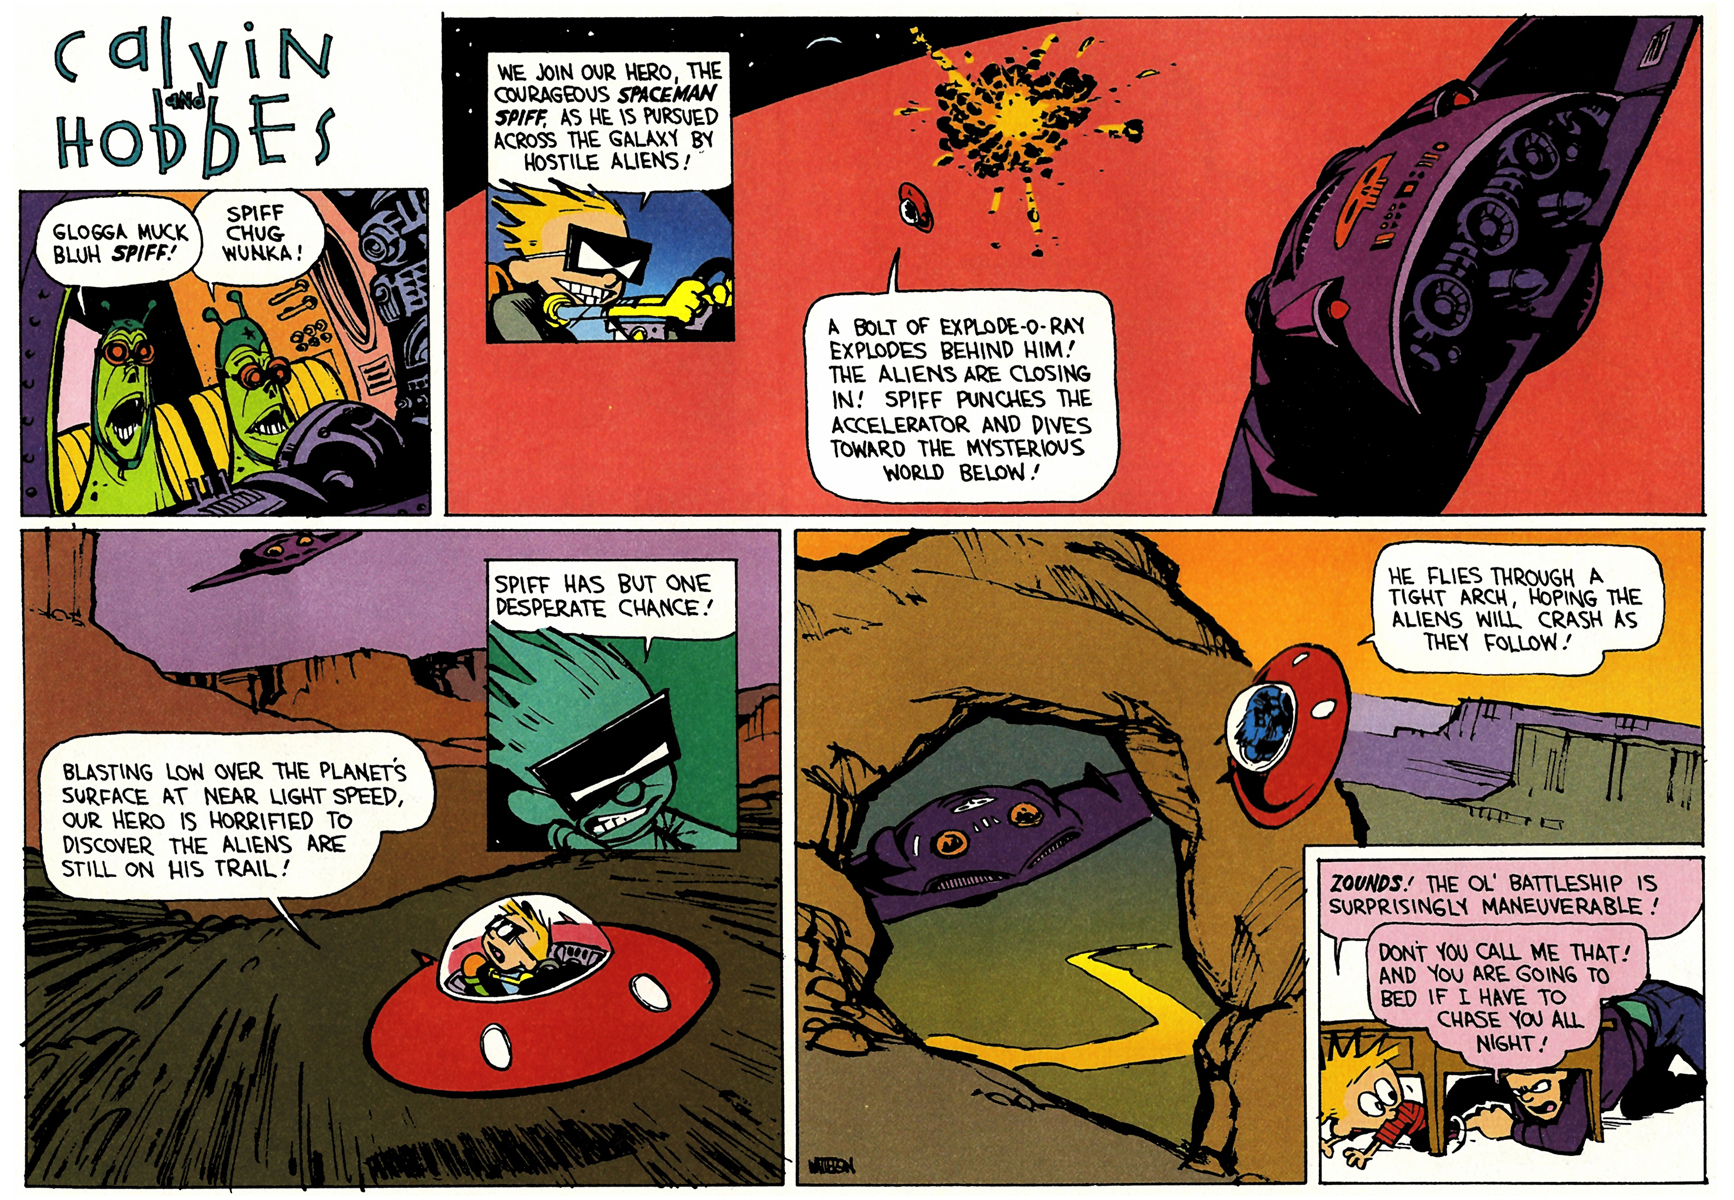 CALVIN
AND
HOBBES
GLOGGA MUCK
BLUH SPIFF!
SPIFF
CHUG
WUNKA!
WE JOIN OUR HERO, THE
COURAGEOUS SPACEMAN
SPIFF, AS HE IS PURSUED
ACROSS THE GALAXY BY
HOSTILE ALIENS!
A BOLT OF EXPLODE-O-RAY
EXPLODES BEHIND HIM!
THE ALIENS ARE CLOSING
IN! SPIFF PUNCHES THE
ACCELERATOR AND DIVES
TOWARD THE MYSTERIOUS
WORLD BELOW!
BLASTING LOW OVER THE PLANET'S
SURFACE AT NEAR LIGHT SPEED,
OUR HERO IS HORRIFIED TO
DISCOVER THE ALIENS ARE
STILL ON HIS TRAIL!
SPIFF HAS BUT ONE
DESPERATE CHANCE!
HE FLIES THROUGH A
TIGHT ARCH, HOPING THE
ALIENS WILL CRASH AS
THEY FOLLOW!
ZOUNDS! THE OL' BATTLESHIP IS
SURPRISINGLY MANEUVERABLE!
DON'T YOU CALL ME THAT!
AND YOU ARE GOING TO
BED IF I HAVE TO
CHASE YOU ALL
NIGHT!
WATTERSON